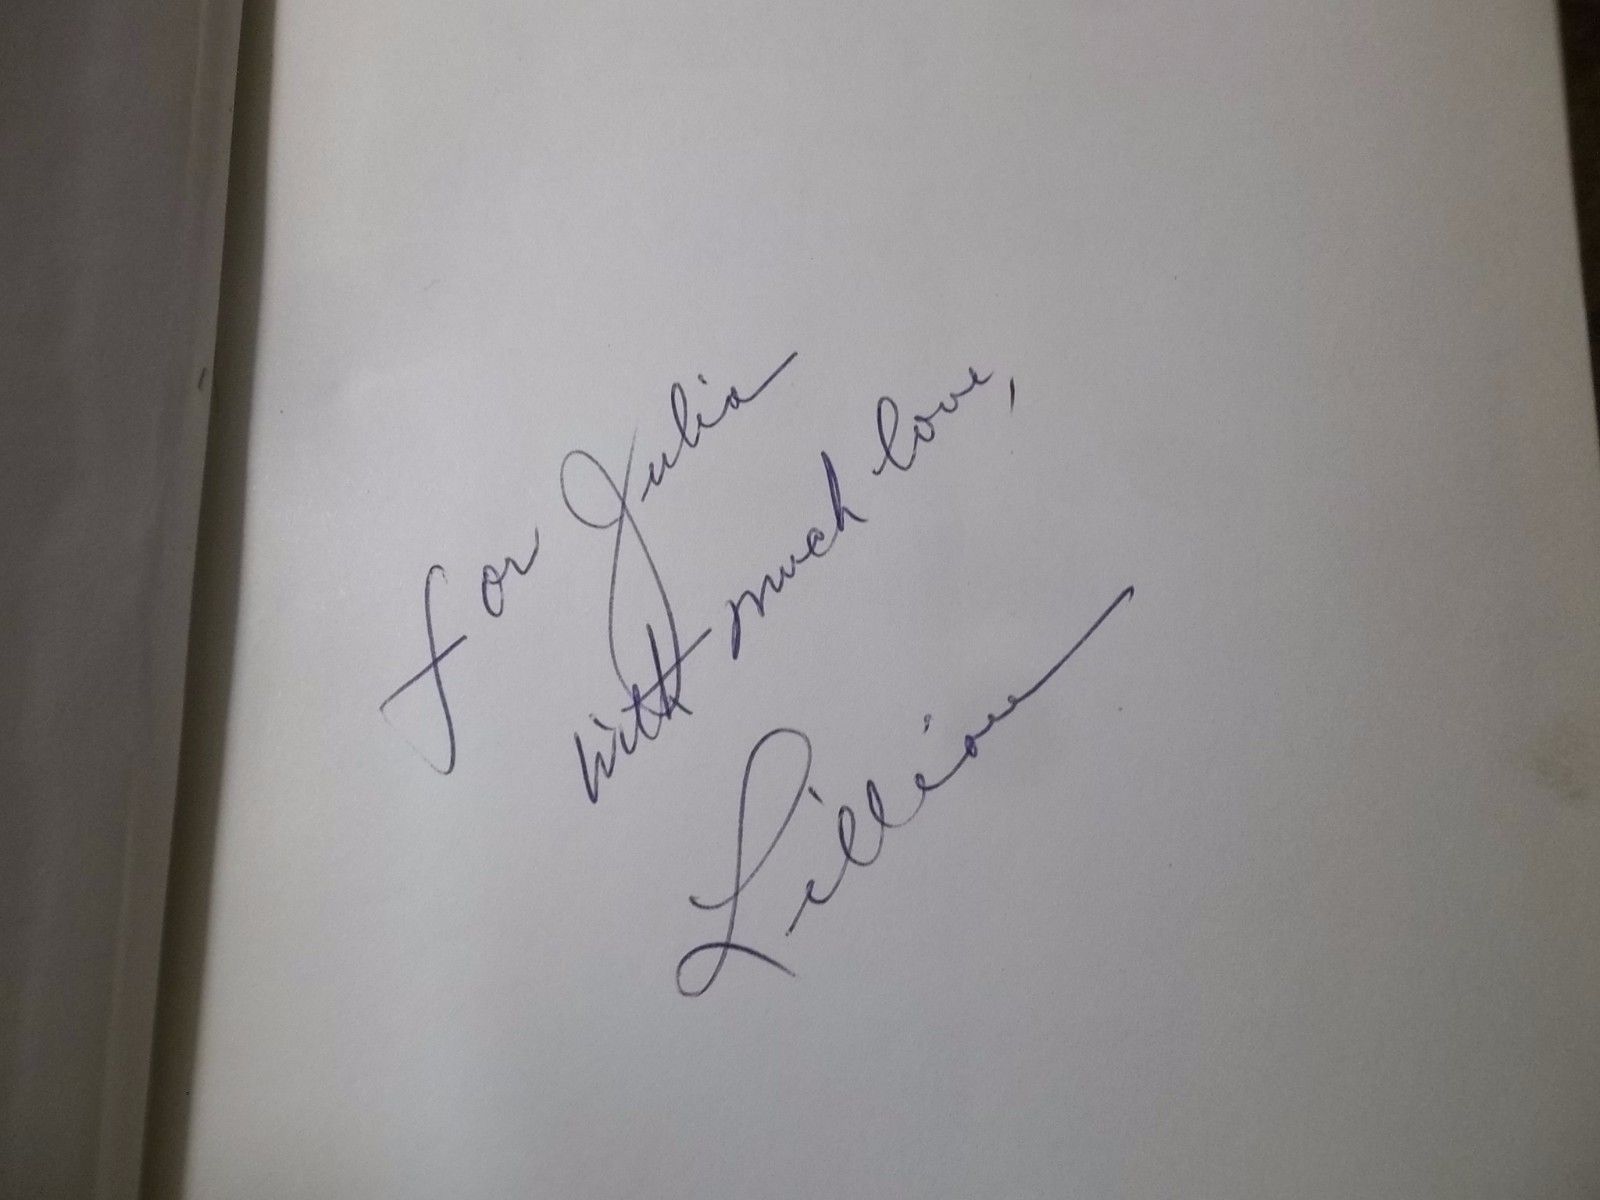 For Julia
with much love,
Lillian